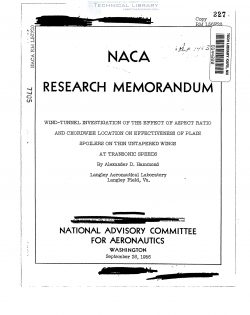 TECHNICAL LIBRARY
227
Copy
RM
NACA
RESEARCH MEMORANDUM
WIND-TUNNEL INVESTIGATION OF THE EFFECT OF ASPECT RATIO
AND CHORDWISE LOCATION ON EFFECTIVENESS OF PLAIN
SPOILERS ON THIN UNTAPERED WINGS
AT TRANSONIC SPEEDS
By Alexander D. Hammond
Langley Aeronautical Laboratory
Langley Field, Va.
NATIONAL ADVISORY COMMITTEE
FOR AERONAUTICS
WASHINGTON
September 28, 1956
7705